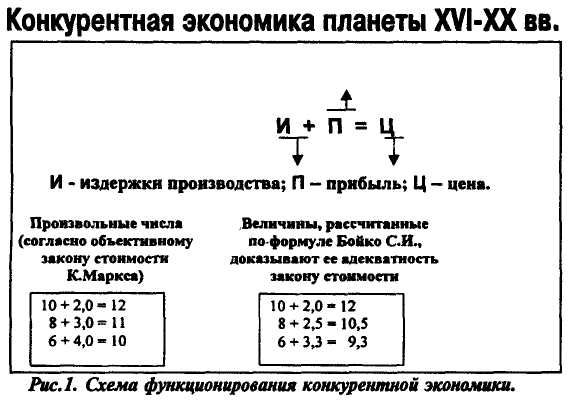 Конкурентная экономика планеты XVI-XX вв.
И + П = Ц
И - издержки производства; П – прибыль; Ц – цена.
Произвольные числа
(согласно объективному
закону стоимости
К.Маркса)
10 + 2,0 = 12
8 + 3,0 = 11
6 + 4,0 = 10
Величины, рассчитанные
по формуле Бойко С.И.,
доказывают ее адекватность
закону стоимости
10 + 2,0 = 12
8 + 2,5 = 10,5
6 + 3,3 = 9,3
Рис.1. Схема функционирования конкурентной экономики.